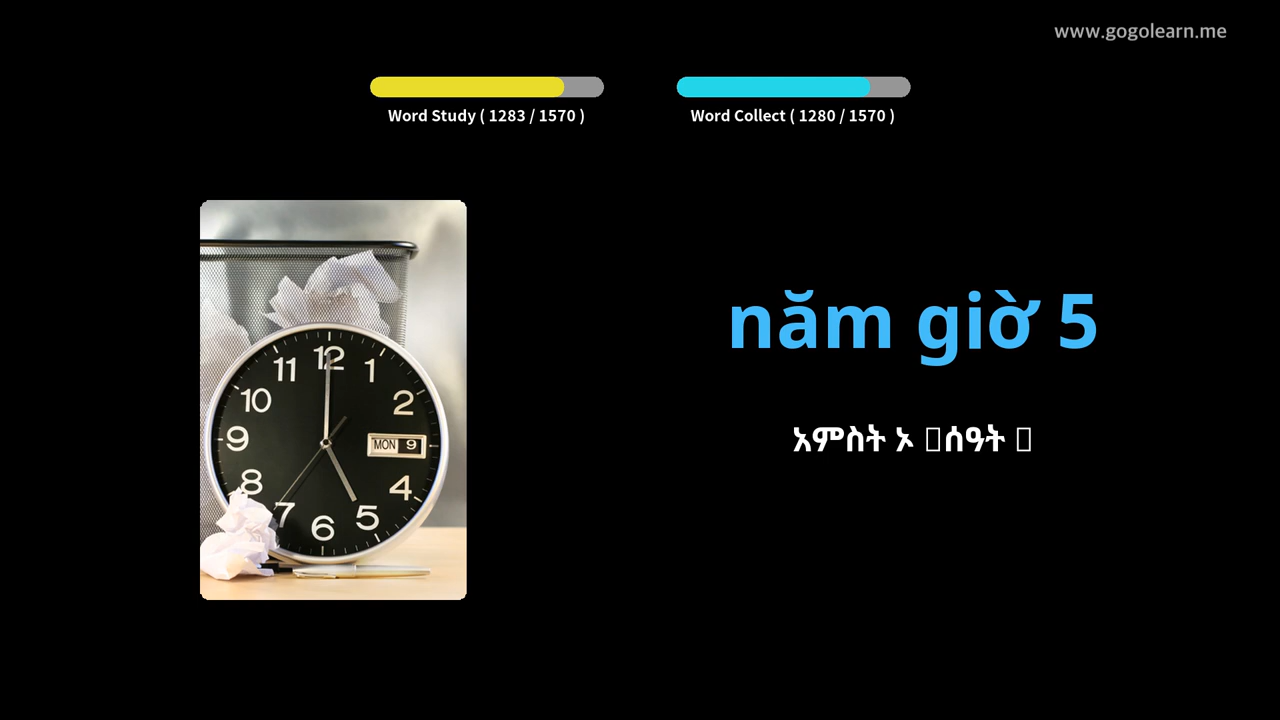 www.gogolearn.me
Word Study ( 1283 / 1570 )
Word Collect ( 1280 / 1570 )
năm giờ 5
አምስት ኦ ሰዓት
12
11
1
10
2
9
MON 9
8
4
7
5
6